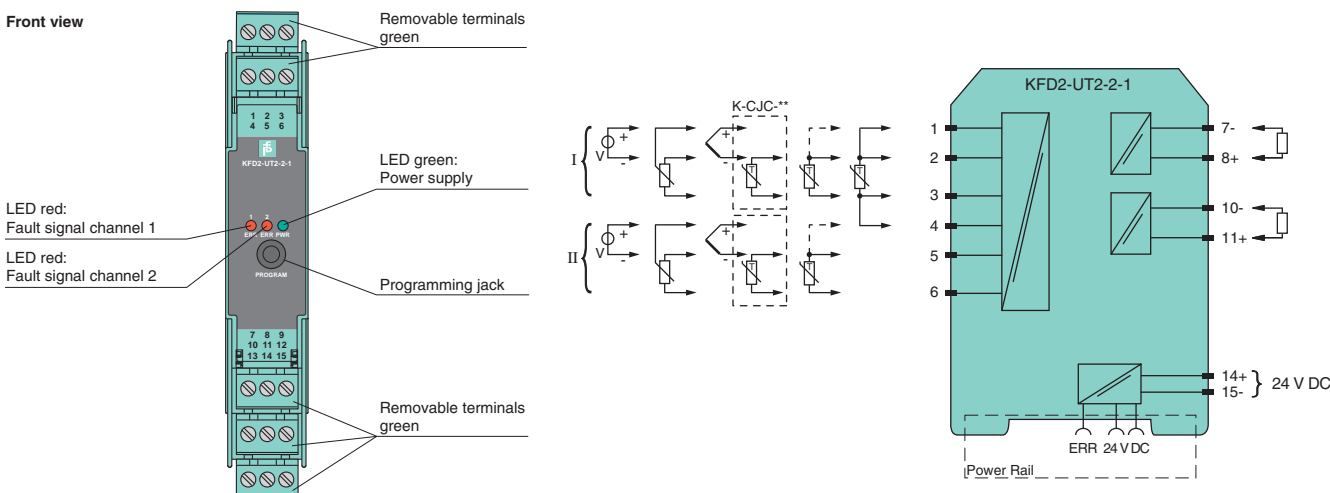 Front view
Removable terminals
green
1 2 3
4 5 6
KFD2-UT2-2-1
LED green:
Power supply
LED red:
Fault signal channel 1
1 2
ERR ERR PWR
LED red:
Fault signal channel 2
PROGRAM
Programming jack
7 8 9
10 11 12
13 14 15
Removable terminals
green
K-CJC-**
I
V
+
-
+
-
T
T
T
II
V
+
-
+
-
T
T
KFD2-UT2-2-1
1
2
3
4
5
6
7-
8+
10-
11+
14+
15-
} 24 V DC
ERR 24 V DC
Power Rail